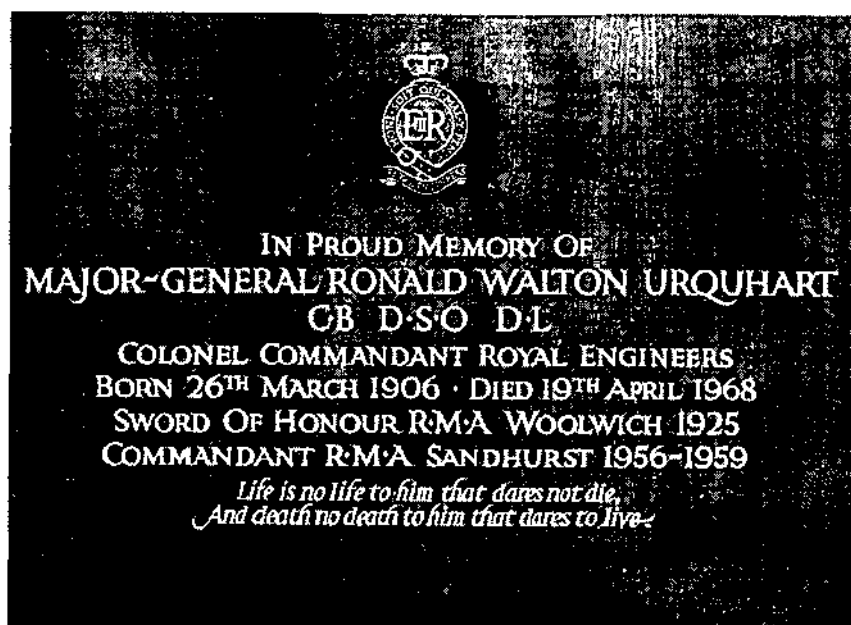 EIIR
IN PROUD MEMORY OF
MAJOR-GENERAL RONALD WALTON URQUHART
CB D·S·O D·L
COLONEL COMMANDANT ROYAL ENGINEERS
BORN 26TH MARCH 1906 · DIED 19TH APRIL 1968
SWORD OF HONOUR R·M·A WOOLWICH 1925
COMMANDANT R·M·A SANDHURST 1956-1959
Life is no life to him that dares not die,
And death no death to him that dares to live.